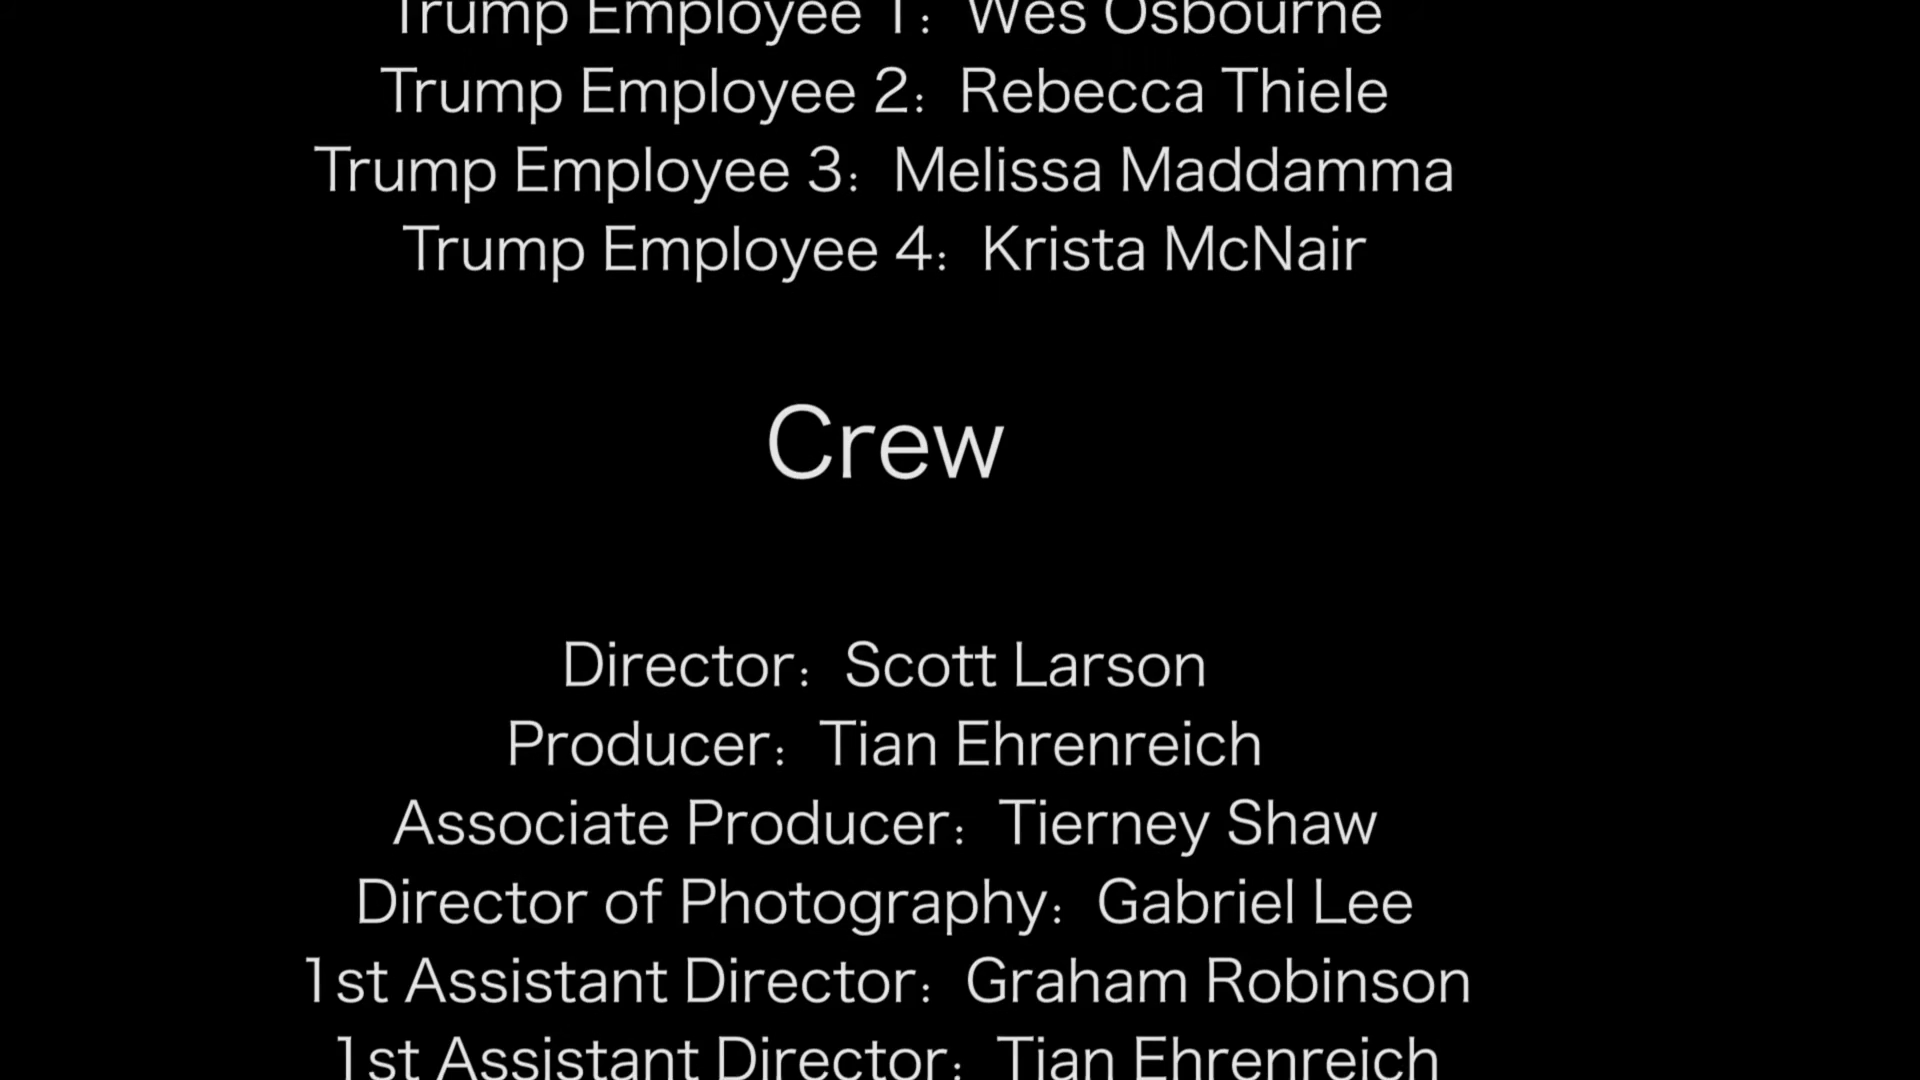 Trump Employee 1: Wes Osbourne
Trump Employee 2: Rebecca Thiele
Trump Employee 3: Melissa Maddamma
Trump Employee 4: Krista McNair
Crew
Director: Scott Larson
Producer: Tian Ehrenreich
Associate Producer: Tierney Shaw
Director of Photography: Gabriel Lee
1st Assistant Director: Graham Robinson
1st Assistant Director: Tian Ehrenreich